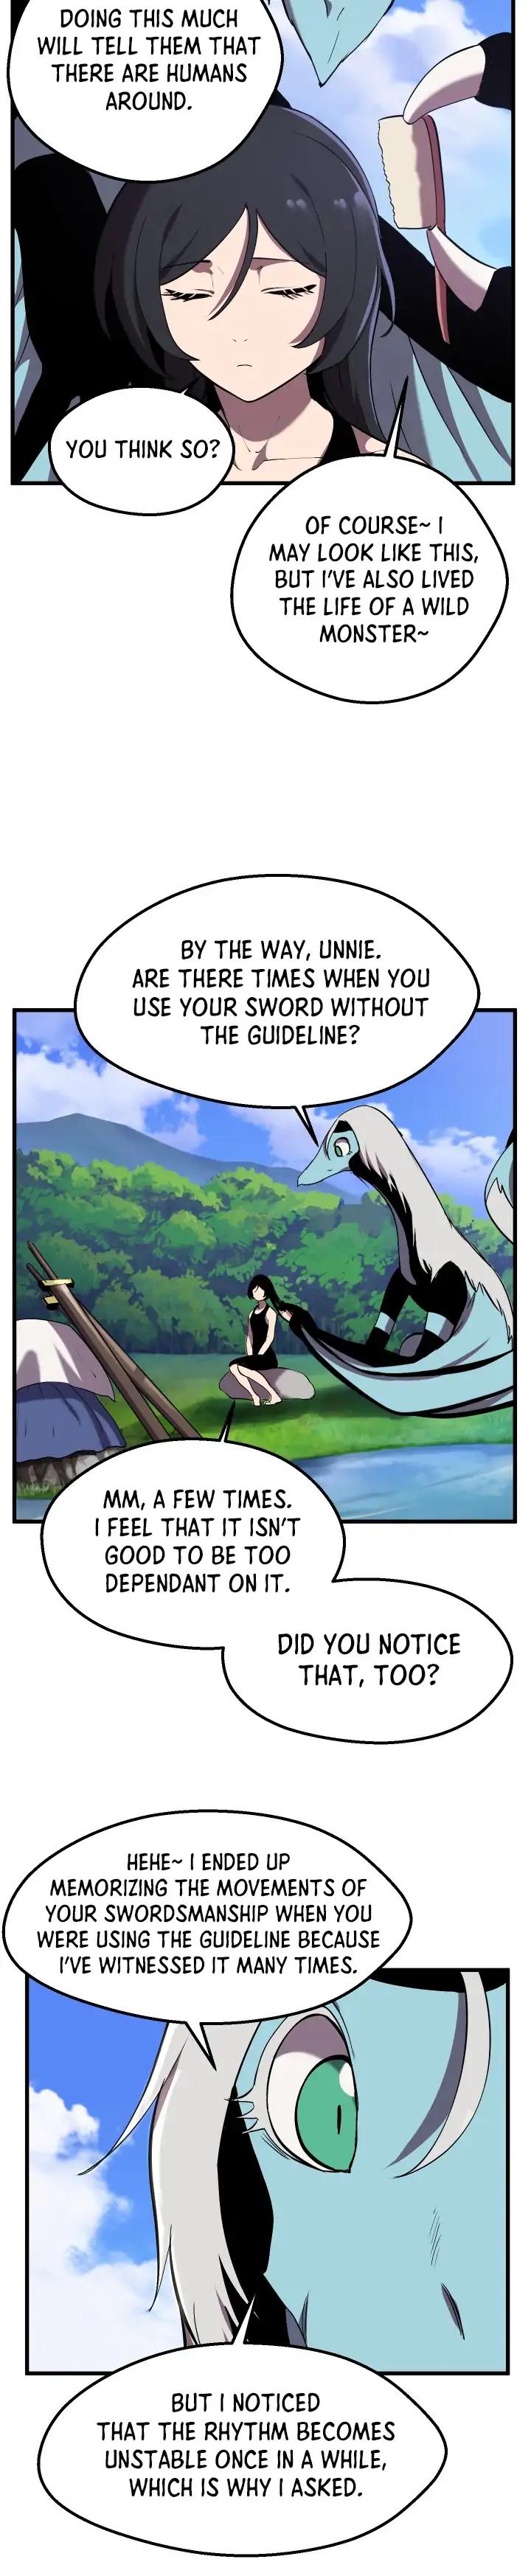 DOING THIS MUCH
WILL TELL THEM THAT
THERE ARE HUMANS
AROUND.
YOU THINK SO?
OF COURSE~ I
MAY LOOK LIKE THIS,
BUT I'VE ALSO LIVED
THE LIFE OF A WILD
MONSTER~
BY THE WAY, UNNIE.
ARE THERE TIMES WHEN YOU
USE YOUR SWORD WITHOUT
THE GUIDELINE?
MM, A FEW TIMES.
I FEEL THAT IT ISN'T
GOOD TO BE TOO
DEPENDANT ON IT.
DID YOU NOTICE
THAT, TOO?
HEHE~ I ENDED UP
MEMORIZING THE MOVEMENTS OF
YOUR SWORDSMANSHIP WHEN YOU
WERE USING THE GUIDELINE BECAUSE
I'VE WITNESSED IT MANY TIMES.
BUT I NOTICED
THAT THE RHYTHM BECOMES
UNSTABLE ONCE IN A WHILE,
WHICH IS WHY I ASKED.